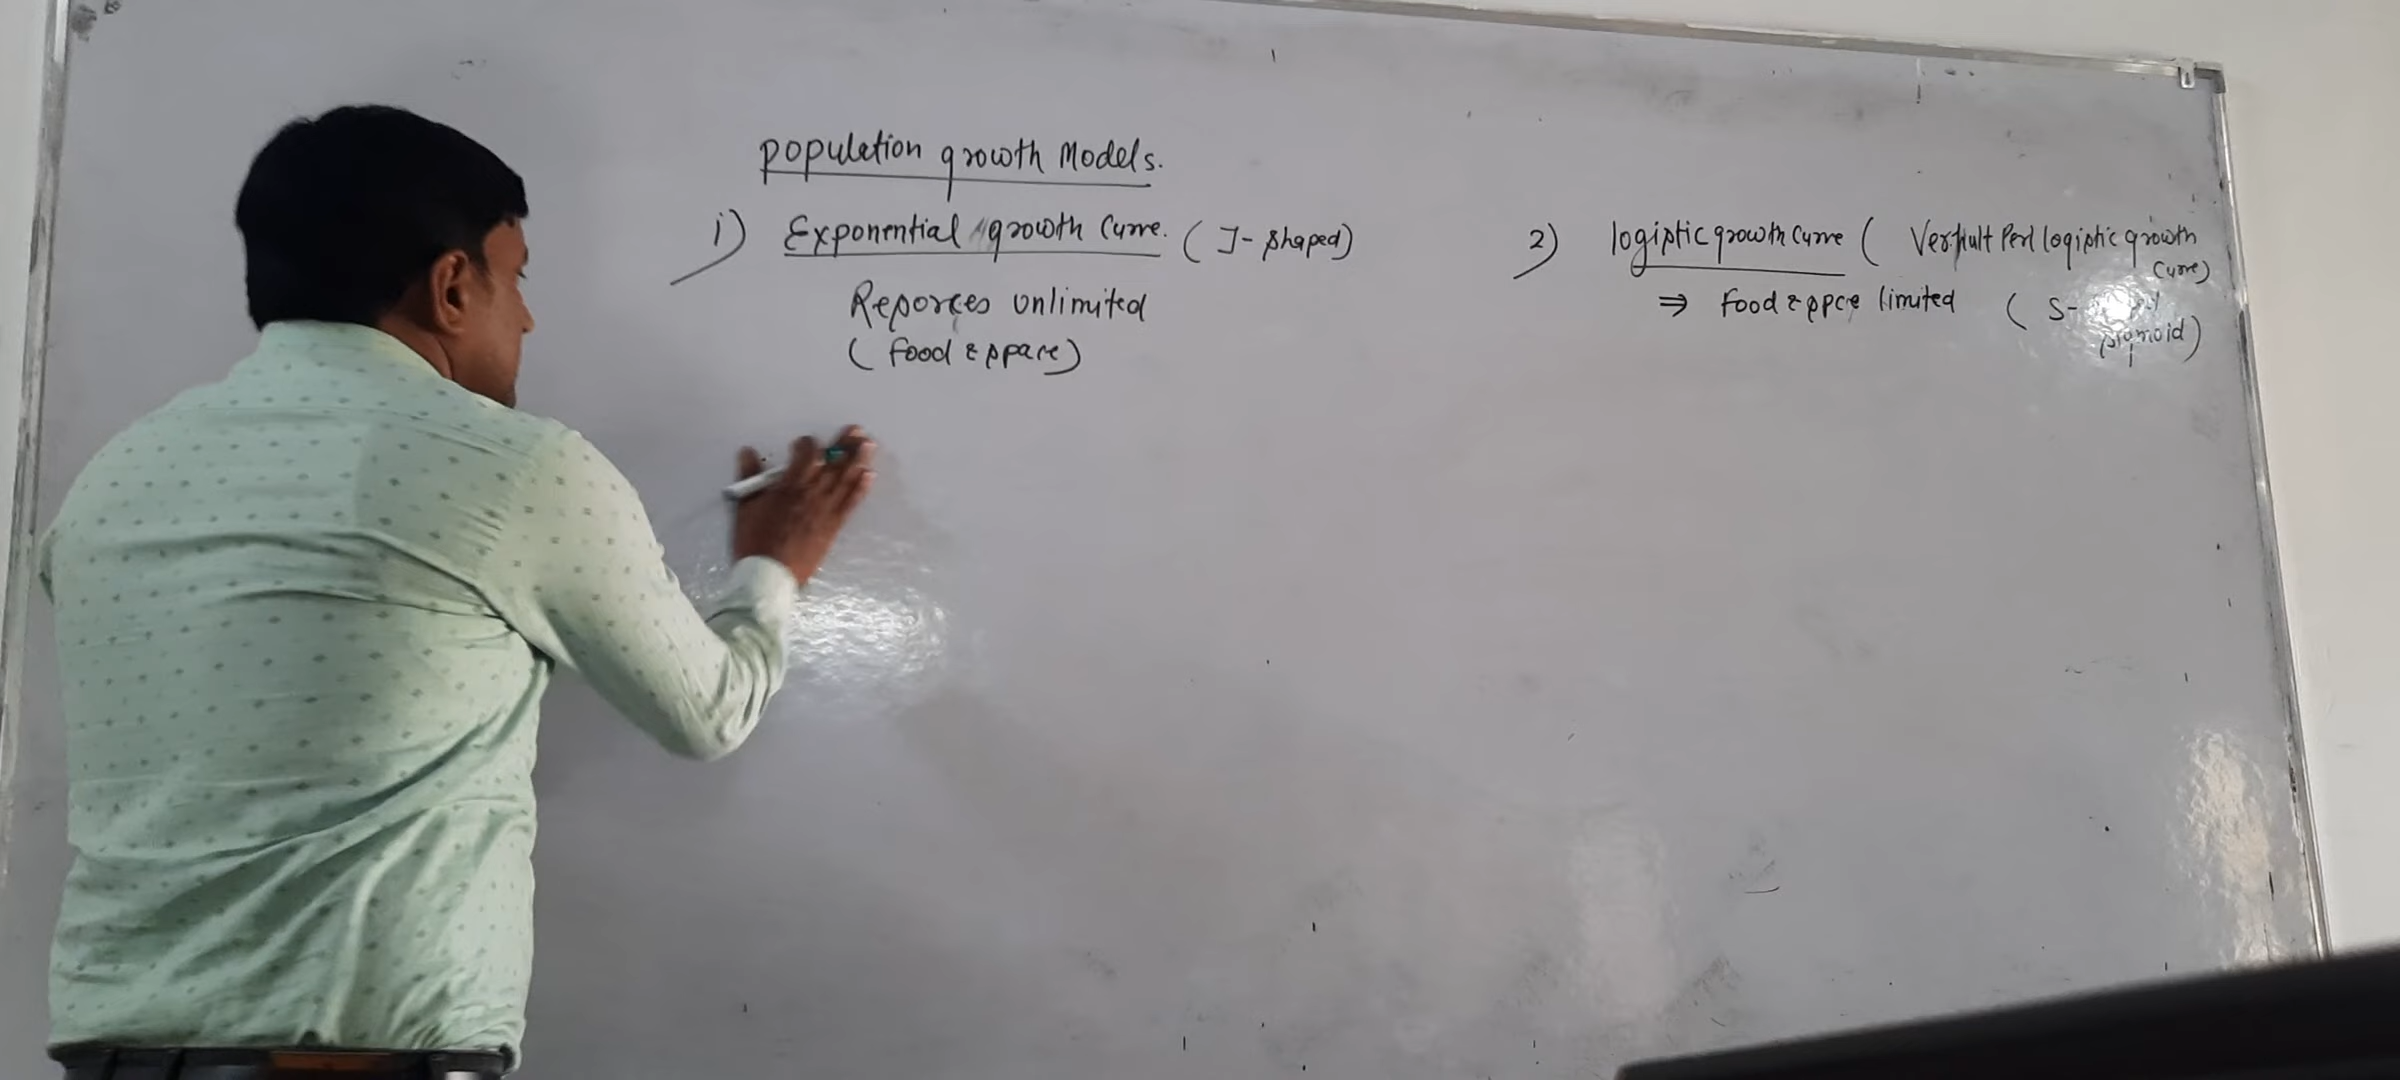 Population growth Models.
1) Exponential growth Curve. (J-shaped)
Resorces unlimited
(food & space)
2) logistic growth curve (Verhult Perl logistic growth
curve)
⇒ food & spce limited (S-
sigmoid)